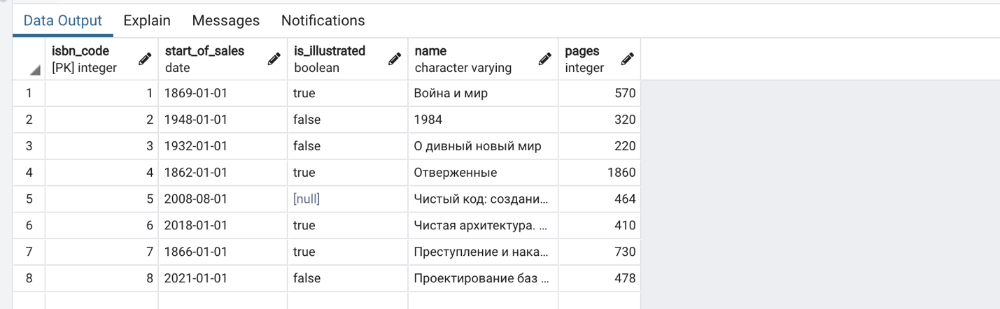 Data Output Explain Messages Notifications
isbn_code start_of_sales is_illustrated name pages
[PK] integer date boolean character varying integer
1 1 1869-01-01 true Война и мир 570
2 2 1948-01-01 false 1984 320
3 3 1932-01-01 false О дивный новый мир 220
4 4 1862-01-01 true Отверженные 1860
5 5 2008-08-01 [null] Чистый код: создани... 464
6 6 2018-01-01 true Чистая архитектура. ... 410
7 7 1866-01-01 true Преступление и нака... 730
8 8 2021-01-01 false Проектирование баз ... 478